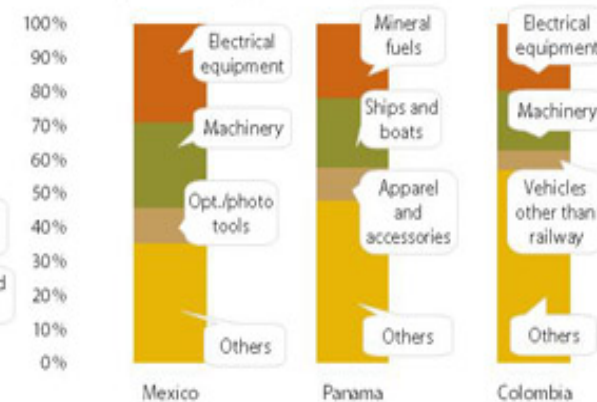 100%
90%
80%
70%
60%
50%
40%
30%
20%
10%
0%
Electrical
equipment
Machinery
Opt./photo
tools
Others
Mexico
Mineral
fuels
Ships and
boats
Apparel
and
accessories
Others
Panama
Electrical
equipment
Machinery
Vehicles
other than
railway
Others
Colombia